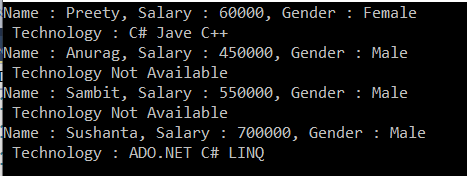 Name : Preety, Salary : 60000, Gender : Female
Technology : C# Jave C++
Name : Anurag, Salary : 450000, Gender : Male
Technology Not Available
Name : Sambit, Salary : 550000, Gender : Male
Technology Not Available
Name : Sushanta, Salary : 700000, Gender : Male
Technology : ADO.NET C# LINQ